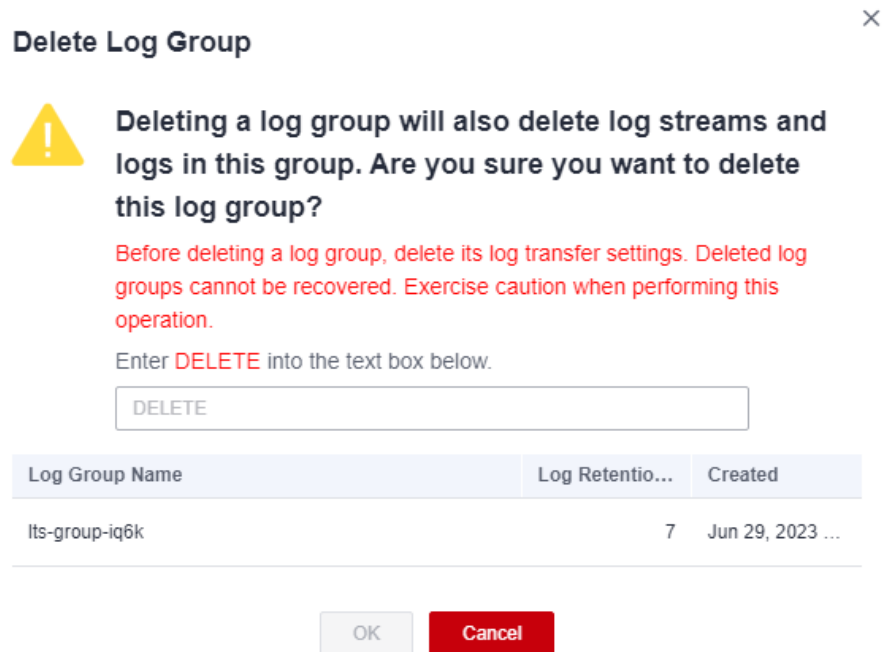 Delete Log Group
Deleting a log group will also delete log streams and
logs in this group. Are you sure you want to delete
this log group?
Before deleting a log group, delete its log transfer settings. Deleted log
groups cannot be recovered. Exercise caution when performing this
operation.
Enter DELETE into the text box below.
DELETE
Log Group Name Log Retentio... Created
lts-group-iq6k 7 Jun 29, 2023 ...
OK Cancel